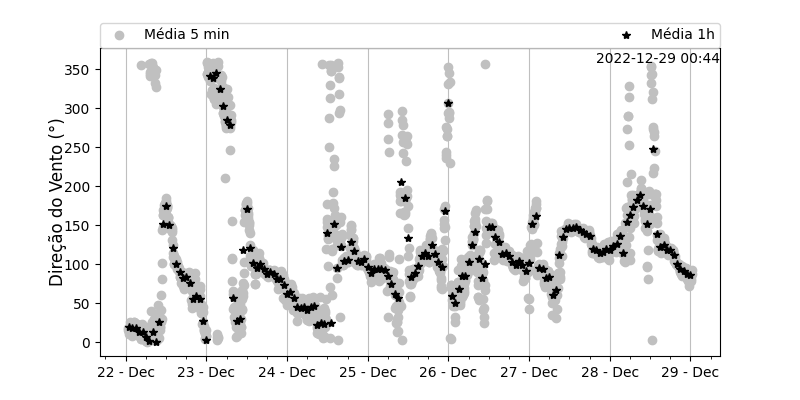 Média 5 min
Média 1h
2022-12-29 00:44
Direção do Vento (°)
350
300
250
200
150
100
50
0
22 - Dec
23 - Dec
24 - Dec
25 - Dec
26 - Dec
27 - Dec
28 - Dec
29 - Dec